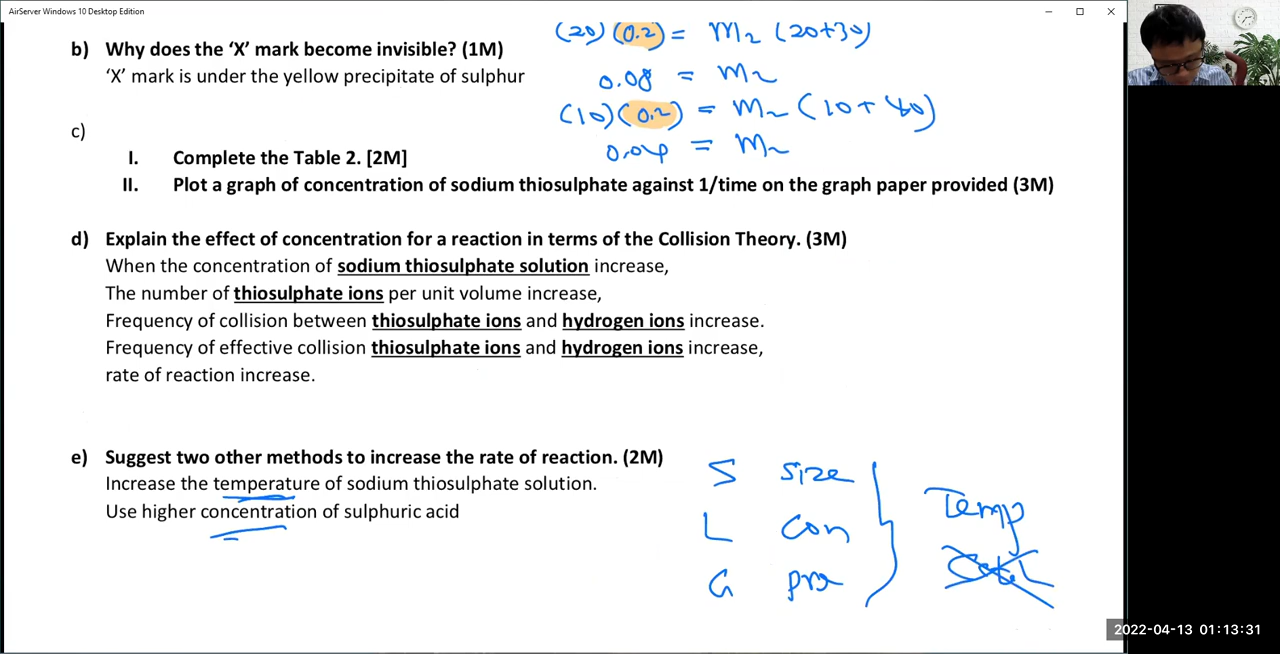 AirServer Windows 10 Desktop Edition
(20)(0.2) = M2 (20+30)
b) Why does the ‘X’ mark become invisible? (1M)
‘X’ mark is under the yellow precipitate of sulphur
0.08 = M2
(10)(0.2) = M2 (10+40)
c)
0.04 = M2
I. Complete the Table 2. [2M]
II. Plot a graph of concentration of sodium thiosulphate against 1/time on the graph paper provided (3M)
d) Explain the effect of concentration for a reaction in terms of the Collision Theory. (3M)
When the concentration of sodium thiosulphate solution increase,
The number of thiosulphate ions per unit volume increase,
Frequency of collision between thiosulphate ions and hydrogen ions increase.
Frequency of effective collision thiosulphate ions and hydrogen ions increase,
rate of reaction increase.
e) Suggest two other methods to increase the rate of reaction. (2M)
Increase the temperature of sodium thiosulphate solution.
Use higher concentration of sulphuric acid
S Size
L Con
G pre
Temp
2022-04-13 01:13:31